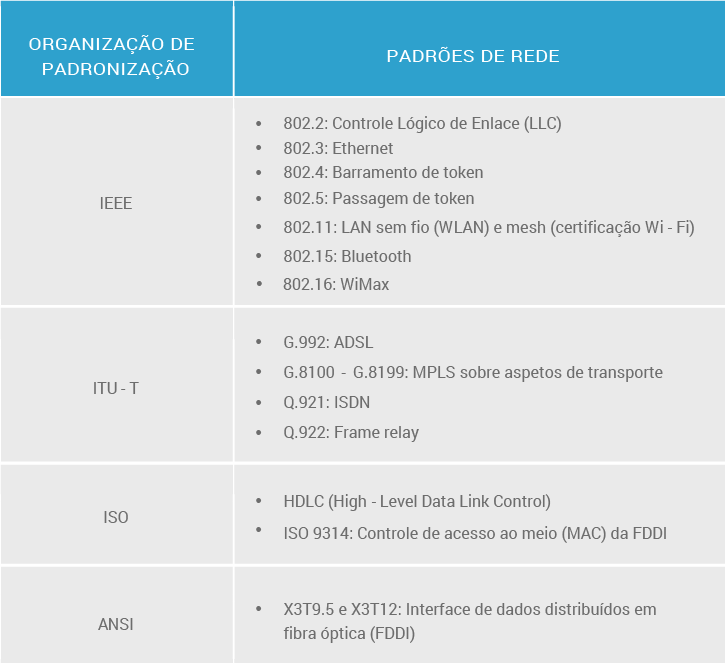 ORGANIZAÇÃO DE
PADRONIZAÇÃO
PADRÕES DE REDE
IEEE
• 802.2: Controle Lógico de Enlace (LLC)
• 802.3: Ethernet
• 802.4: Barramento de token
• 802.5: Passagem de token
• 802.11: LAN sem fio (WLAN) e mesh (certificação Wi - Fi)
• 802.15: Bluetooth
• 802.16: WiMax
ITU - T
• G.992: ADSL
• G.8100 - G.8199: MPLS sobre aspetos de transporte
• Q.921: ISDN
• Q.922: Frame relay
ISO
• HDLC (High - Level Data Link Control)
• ISO 9314: Controle de acesso ao meio (MAC) da FDDI
ANSI
• X3T9.5 e X3T12: Interface de dados distribuídos em
fibra óptica (FDDI)